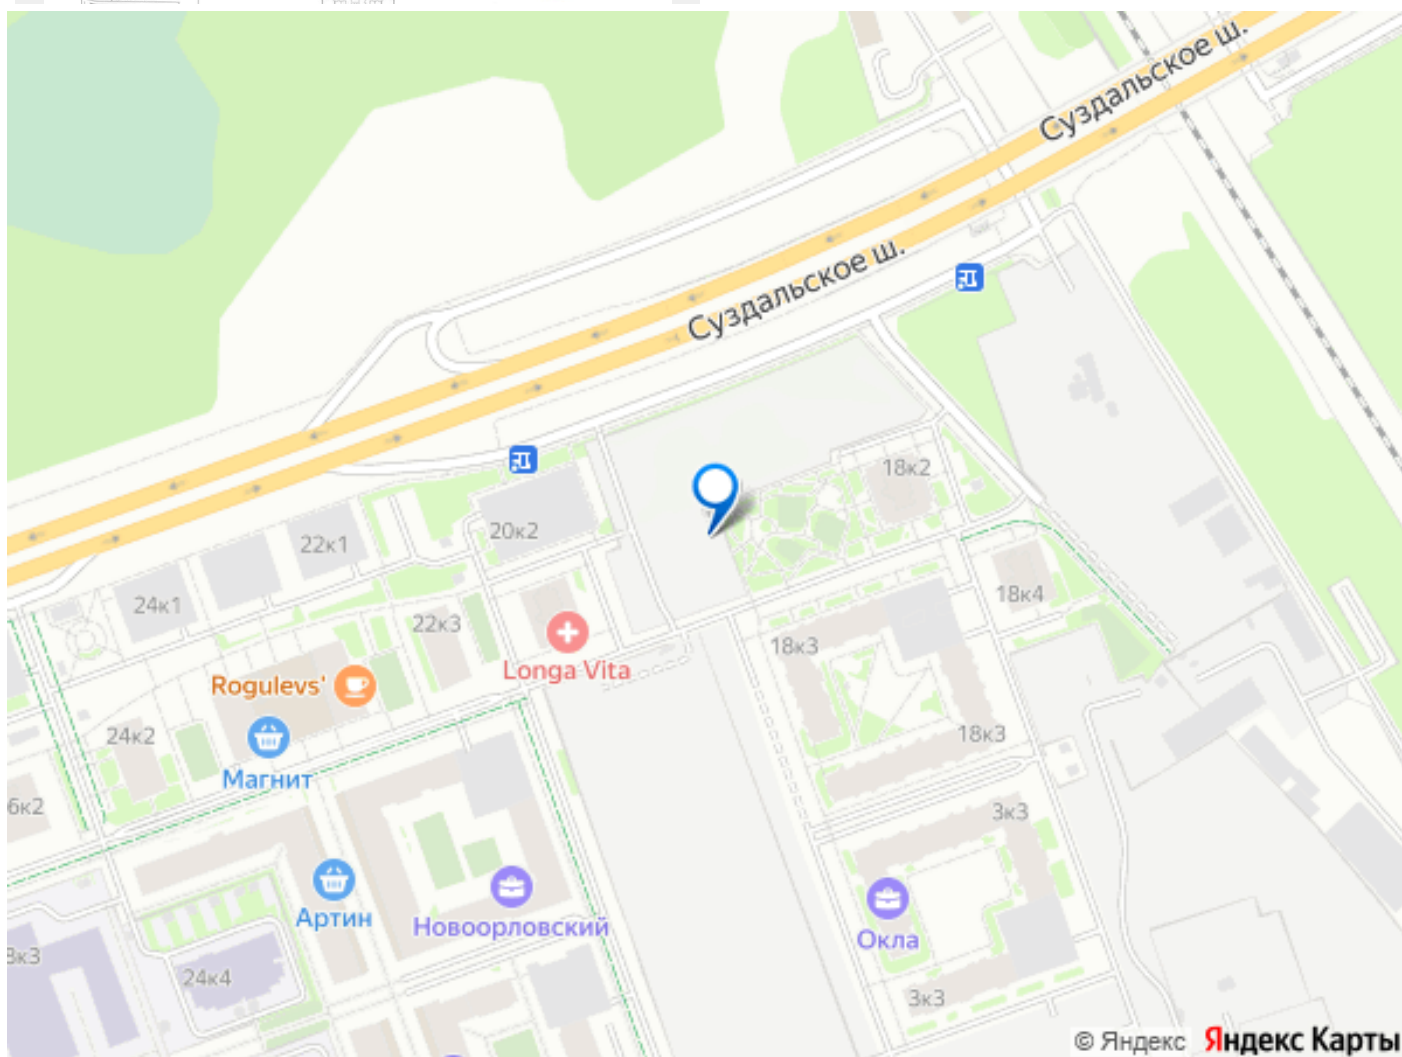 Суздальское ш.
Суздальское ш.
18к2
20к2
22к1
18к4
24к1
22к3
18к3
Longa Vita
Rogulevs'
24к2
18к3
Магнит
6к2
3к3
Артин
Новоорловский
Окла
3к3
24к4
3к3
© Яндекс Яндекс Карты